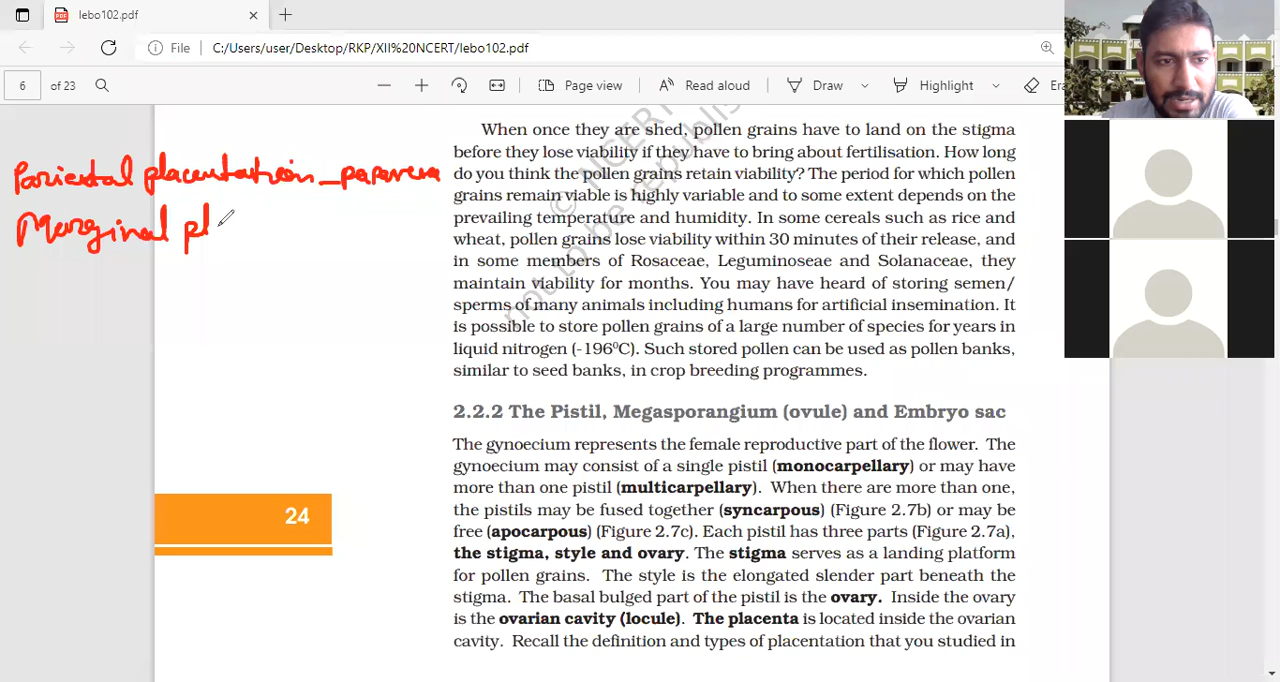 lebo102.pdf
File C:/Users/user/Desktop/RKP/XII%20NCERT/lebo102.pdf
6 of 23 Page view Read aloud Draw Highlight Era
When once they are shed, pollen grains have to land on the stigma
before they lose viability if they have to bring about fertilisation. How long
Parietal placentation - papavera
do you think the pollen grains retain viability? The period for which pollen
grains remain viable is highly variable and to some extent depends on the
prevailing temperature and humidity. In some cereals such as rice and
Marginal pl
wheat, pollen grains lose viability within 30 minutes of their release, and
in some members of Rosaceae, Leguminoseae and Solanaceae, they
maintain viability for months. You may have heard of storing semen/
sperms of many animals including humans for artificial insemination. It
is possible to store pollen grains of a large number of species for years in
liquid nitrogen (-196⁰C). Such stored pollen can be used as pollen banks,
similar to seed banks, in crop breeding programmes.
2.2.2 The Pistil, Megasporangium (ovule) and Embryo sac
The gynoecium represents the female reproductive part of the flower. The
gynoecium may consist of a single pistil (monocarpellary) or may have
more than one pistil (multicarpellary). When there are more than one,
the pistils may be fused together (syncarpous) (Figure 2.7b) or may be
24
free (apocarpous) (Figure 2.7c). Each pistil has three parts (Figure 2.7a),
the stigma, style and ovary. The stigma serves as a landing platform
for pollen grains. The style is the elongated slender part beneath the
stigma. The basal bulged part of the pistil is the ovary. Inside the ovary
is the ovarian cavity (locule). The placenta is located inside the ovarian
cavity. Recall the definition and types of placentation that you studied in
© NCERT
not to be republis